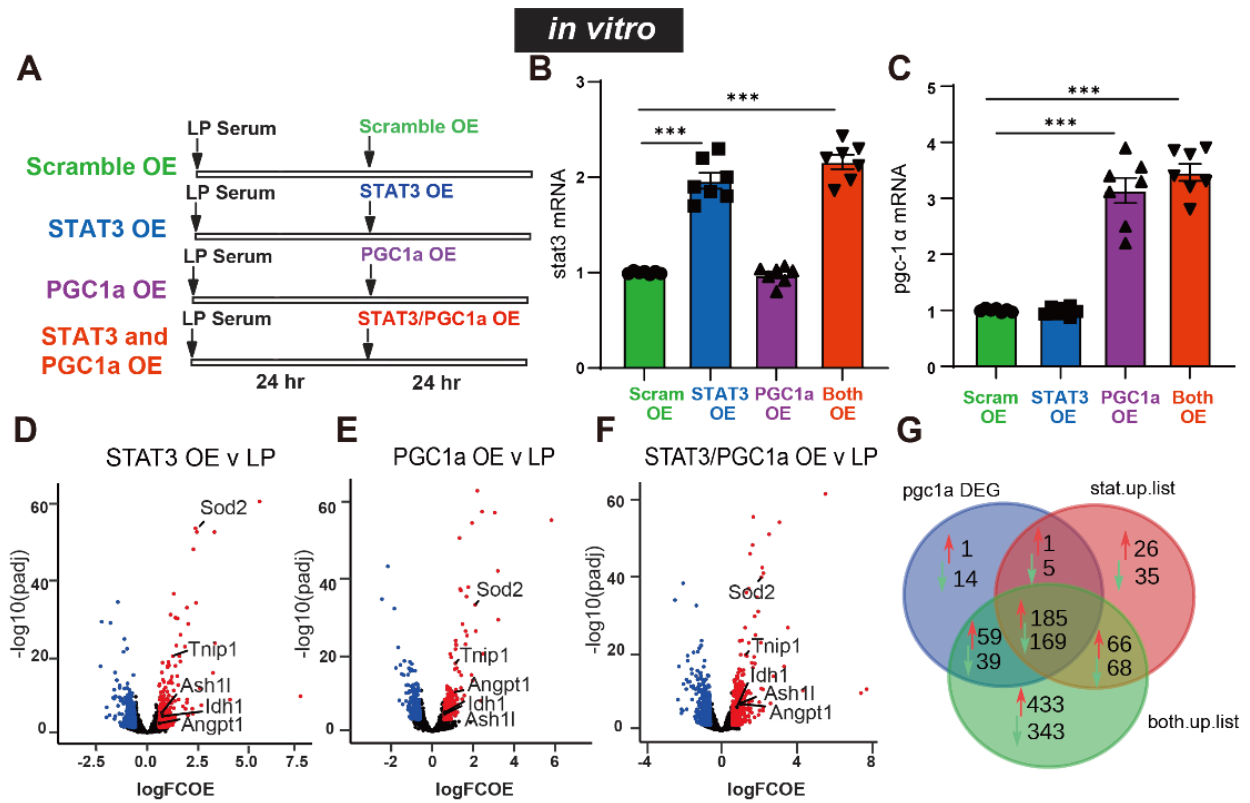 in vitro
A
LP Serum
Scramble OE
Scramble OE
LP Serum
STAT3 OE
STAT3 OE
LP Serum
PGC1a OE
PGC1a OE
LP Serum
STAT3/PGC1a OE
STAT3 and
PGC1a OE
24 hr 24 hr
B
stat3 mRNA
3
2
1
0
***
***
Scram OE
STAT3 OE
PGC1a OE
Both OE
C
pgc-1 α mRNA
5
4
3
2
1
0
***
***
Scram OE
STAT3 OE
PGC1a OE
Both OE
D
STAT3 OE v LP
-log10(padj)
60
40
20
0
Sod2
Tnip1
Ash1l
Idh1
Angpt1
-2.5 0.0 2.5 5.0 7.5
logFCOE
E
PGC1a OE v LP
-log10(padj)
60
40
20
0
Sod2
Tnip1
Angpt1
Idh1
Ash1l
-2 0 2 4 6
logFCOE
F
STAT3/PGC1a OE v LP
-log10(padj)
60
40
20
0
Sod2
Tnip1
Idh1
Ash1l
Angpt1
-4 0 4 8
logFCOE
G
pgc1a DEG
stat.up.list
↑ 1
↓ 14
↑ 1
↓ 5
↑ 26
↓ 35
↑ 185
↓ 169
↑ 59
↓ 39
↑ 66
↓ 68
↑ 433
↓ 343
both.up.list